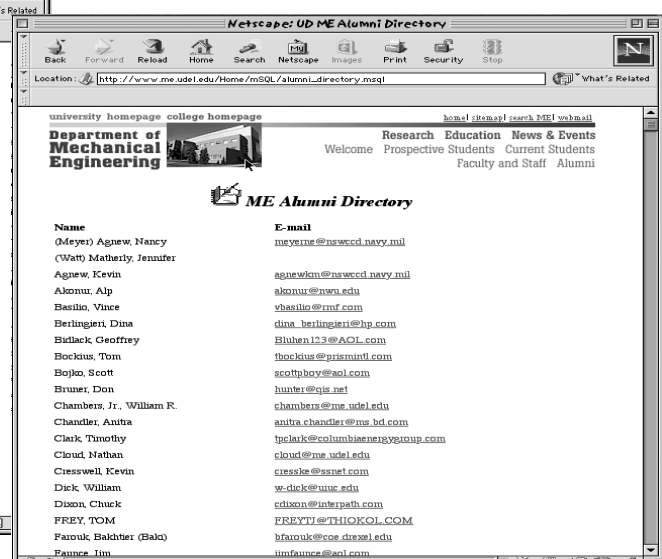 's Related
Netscape: UD ME Alumni Directory
Back Forward Reload Home Search Netscape Images Print Security Stop
My
N
Location: http://www.me.udel.edu/Home/mSQL/alumni_directory.msql What's Related
university homepage college homepage home| sitemap| search ME| webmail
Department of
Mechanical
Engineering
Research Education News & Events
Welcome Prospective Students Current Students
Faculty and Staff Alumni
ME Alumni Directory
Name E-mail
(Meyer) Agnew, Nancy meyerne@nswccd.navy.mil
(Watt) Matherly, Jennifer
Agnew, Kevin agnewkm@nswccd.navy.mil
Akonur, Alp akonur@nwu.edu
Basilio, Vince vbasilio@rmf.com
Berlingieri, Dina dina_berlingieri@hp.com
Bidlack, Geoffrey Bluhen123@AOL.com
Bockius, Tom tbockius@prismintl.com
Bojko, Scott scottpboy@aol.com
Bruner, Don hunter@qis.net
Chambers, Jr., William R. chambers@me.udel.edu
Chandler, Anitra anitra.chandler@ms.bd.com
Clark, Timothy tpclark@columbiaenergygroup.com
Cloud, Nathan cloud@me.udel.edu
Cresswell, Kevin cresske@ssnet.com
Dick, William w-dick@uiuc.edu
Dixon, Chuck cdixon@interpath.com
FREY, TOM FREYTJ@THIOKOL.COM
Farouk, Bakhtier (Baki) bfarouk@coe.drexel.edu
Faunce, Jim jimfaunce@aol.com